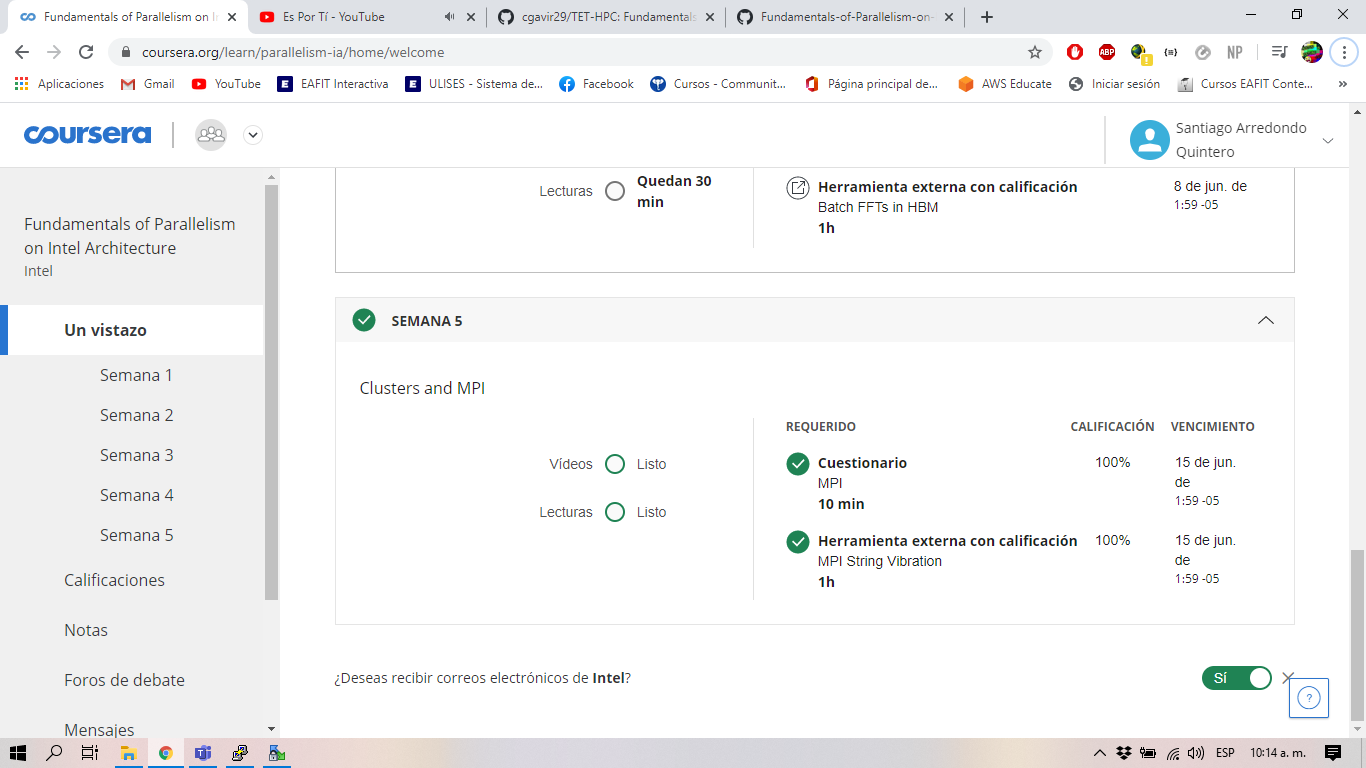 Fundamentals of Parallelism on In
Es Por Tí - YouTube
cgavir29/TET-HPC: Fundamentals
Fundamentals-of-Parallelism-on-
coursera.org/learn/parallelism-ia/home/welcome
ABP
NP
Aplicaciones
Gmail
YouTube
EAFIT Interactiva
ULISES - Sistema de...
Facebook
Cursos - Communit...
Página principal de...
AWS Educate
Iniciar sesión
Cursos EAFIT Conte...
»
coursera
Santiago Arredondo
Quintero
Fundamentals of Parallelism
on Intel Architecture
Intel
Un vistazo
Semana 1
Semana 2
Semana 3
Semana 4
Semana 5
Calificaciones
Notas
Foros de debate
Mensajes
Lecturas
Quedan 30
min
Herramienta externa con calificación
Batch FFTs in HBM
1h
8 de jun. de
1:59 -05
SEMANA 5
Clusters and MPI
Vídeos
Listo
Lecturas
Listo
REQUERIDO
CALIFICACIÓN
VENCIMIENTO
Cuestionario
MPI
10 min
100%
15 de jun.
de
1:59 -05
Herramienta externa con calificación
MPI String Vibration
1h
100%
15 de jun.
de
1:59 -05
¿Deseas recibir correos electrónicos de Intel?
Sí
?
ESP
10:14 a. m.